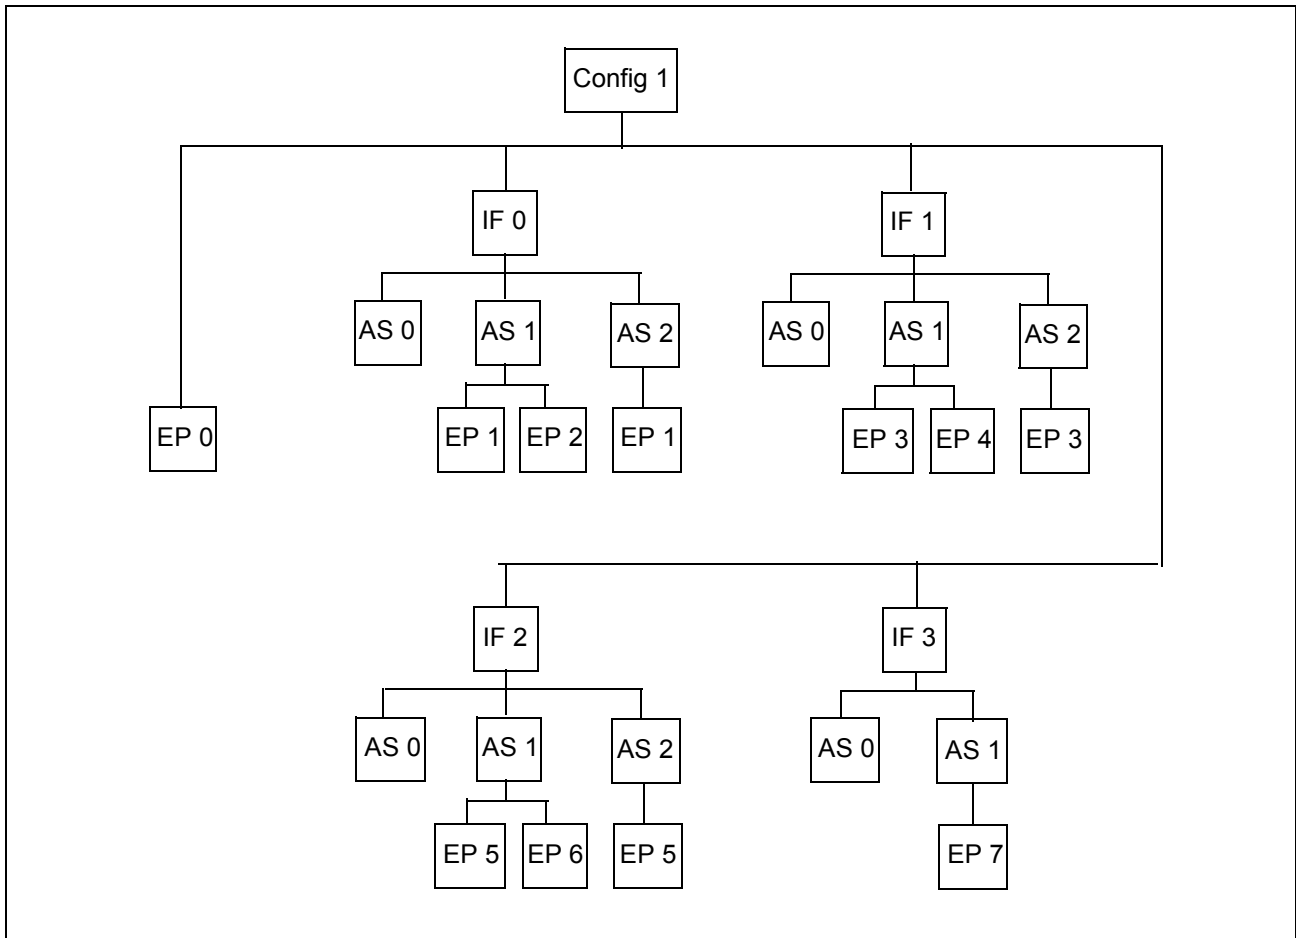 Config 1
IF 0
IF 1
AS 0
AS 1
AS 2
AS 0
AS 1
AS 2
EP 0
EP 1
EP 2
EP 1
EP 3
EP 4
EP 3
IF 2
IF 3
AS 0
AS 1
AS 2
AS 0
AS 1
EP 5
EP 6
EP 5
EP 7